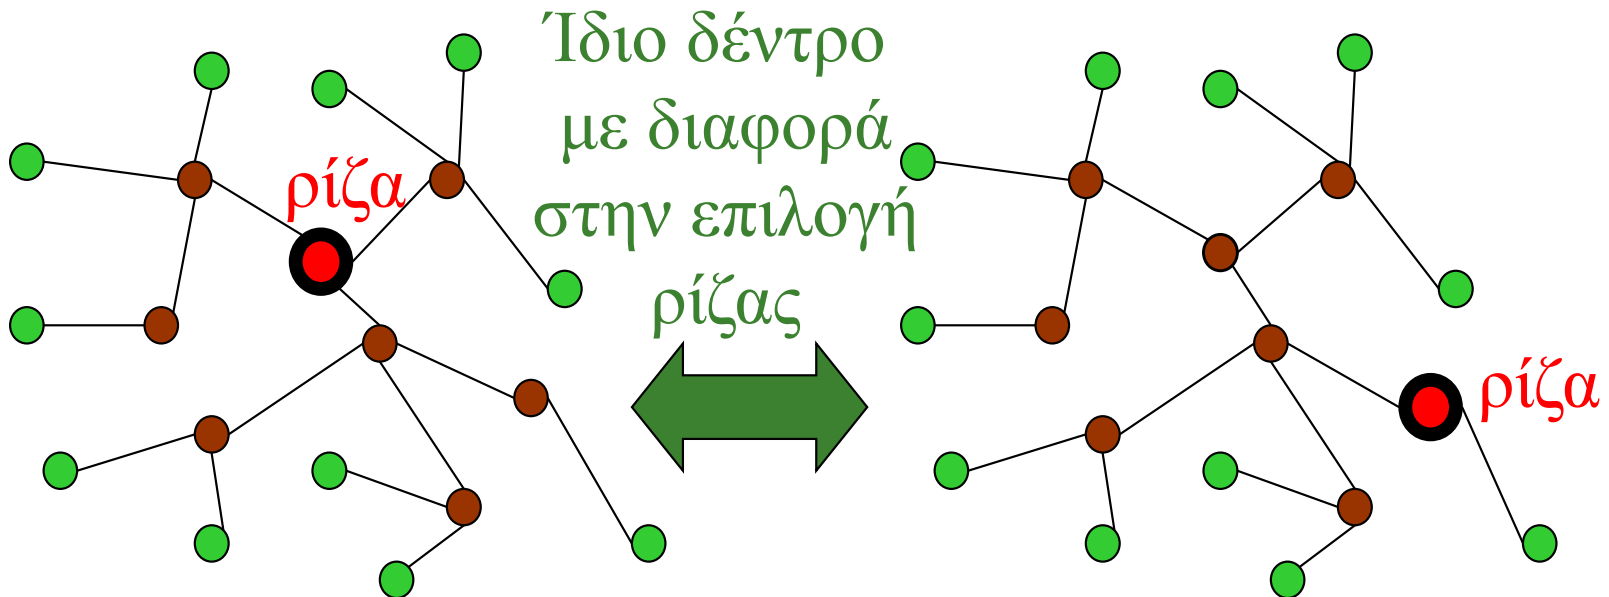 Ίδιο δέντρο
με διαφορά
στην επιλογή
ρίζας
ρίζα
ρίζα